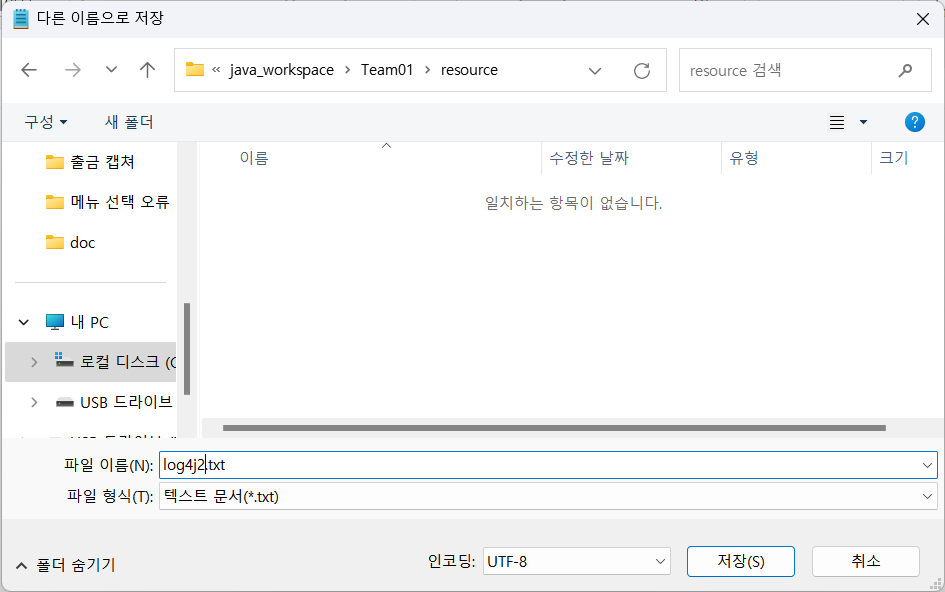 다른 이름으로 저장
« java_workspace › Team01 › resource
resource 검색
구성
새 폴더
이름
수정한 날짜
유형
크기
일치하는 항목이 없습니다.
출금 캡쳐
메뉴 선택 오류
doc
내 PC
로컬 디스크 (C
USB 드라이브
파일 이름(N): log4j2.txt
파일 형식(T): 텍스트 문서(*.txt)
폴더 숨기기
인코딩: UTF-8
저장(S)
취소